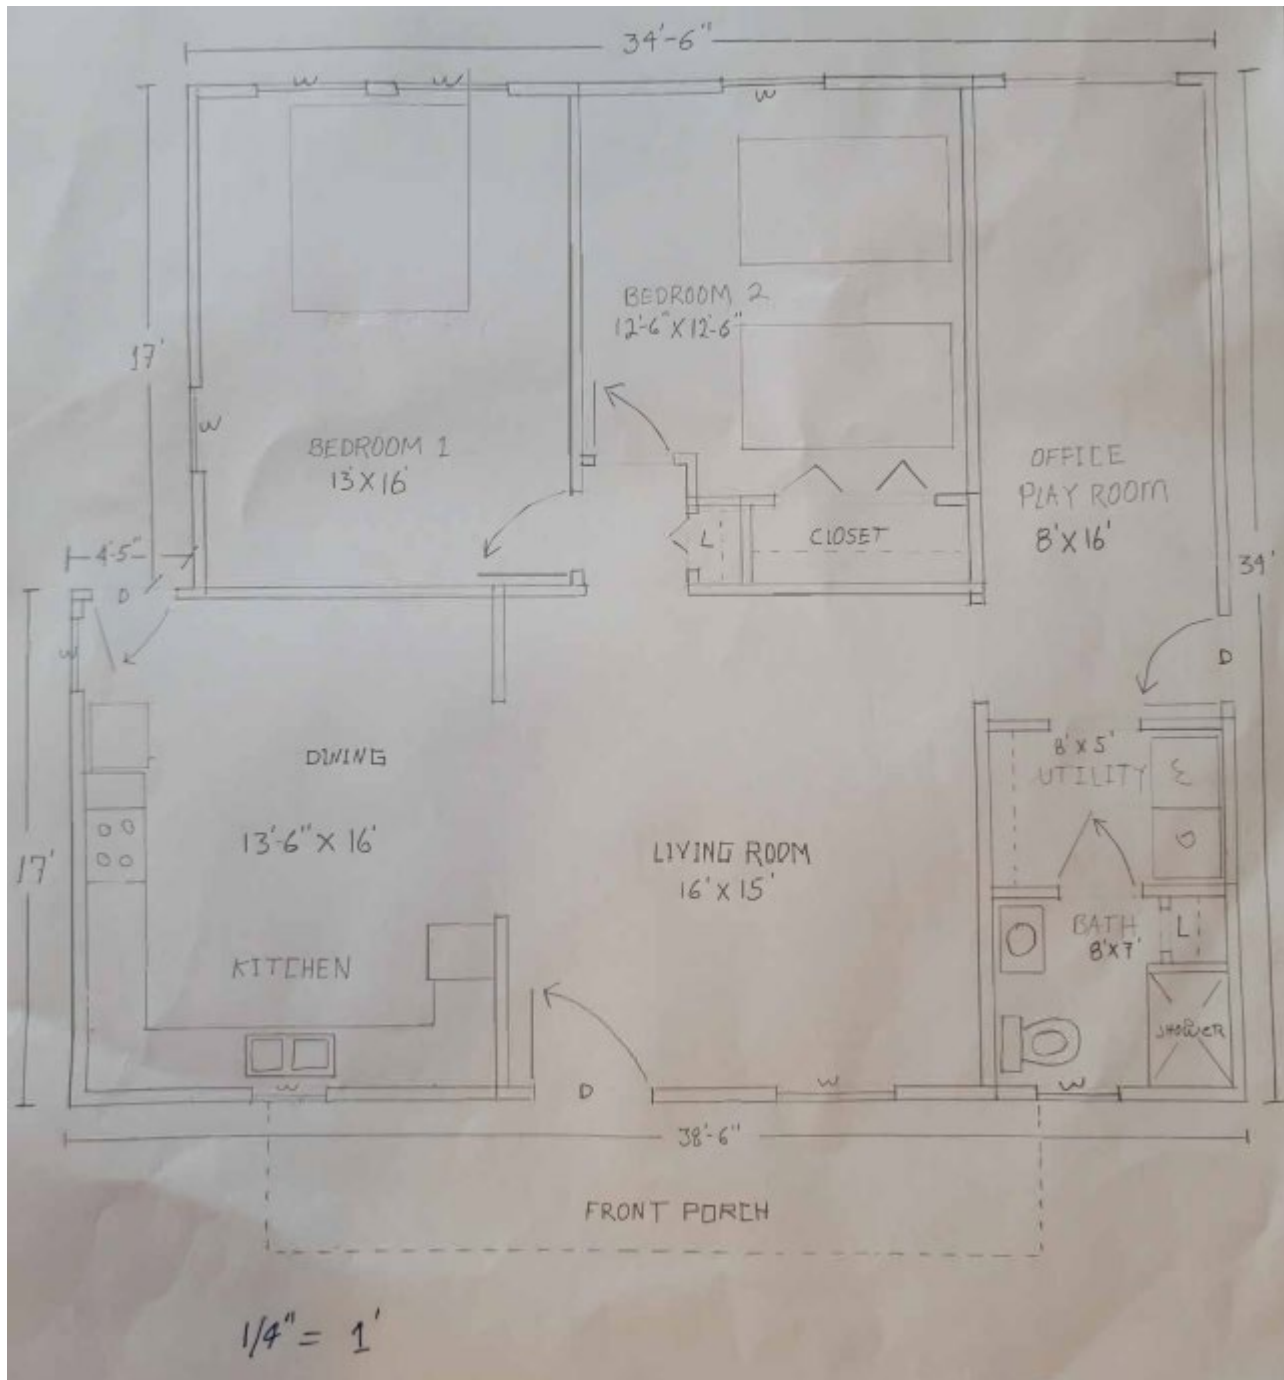 34'-6"
W
W
W
17'
BEDROOM 2
12'-6" X 12'-6"
W
BEDROOM 1
13' X 16'
OFFICE
PLAY ROOM
8' X 16'
4'-5"
L
CLOSET
34'
D
W
D
DINING
8' X 5'
UTILITY
13'-6" X 16'
LIVING ROOM
16' X 15'
17'
BATH
8'X7'
L
KITCHEN
SHOWER
W
D
W
W
38'-6"
FRONT PORCH
1/4" = 1'